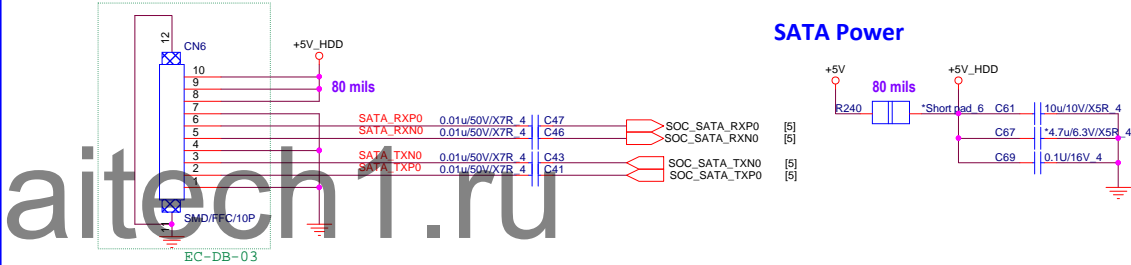 SATA Power
12
CN6
+5V_HDD
80 mils
10
9
8
7
6
5
4
3
2
1
11
SATA_RXP0 0.01u/50V/X7R_4 C47 SOC_SATA_RXP0 [5]
SATA_RXN0 0.01u/50V/X7R_4 C46 SOC_SATA_RXN0 [5]
SATA_TXN0 0.01u/50V/X7R_4 C43 SOC_SATA_TXN0 [5]
SATA_TXP0 0.01u/50V/X7R_4 C41 SOC_SATA_TXP0 [5]
SMD/FFC/10P
EC-DB-03
+5V
80 mils
+5V_HDD
R240 *Short pad_6 C61 10u/10V/X5R_4
C67 *4.7u/6.3V/X5R_4
C69 0.1U/16V_4
aitech1.ru